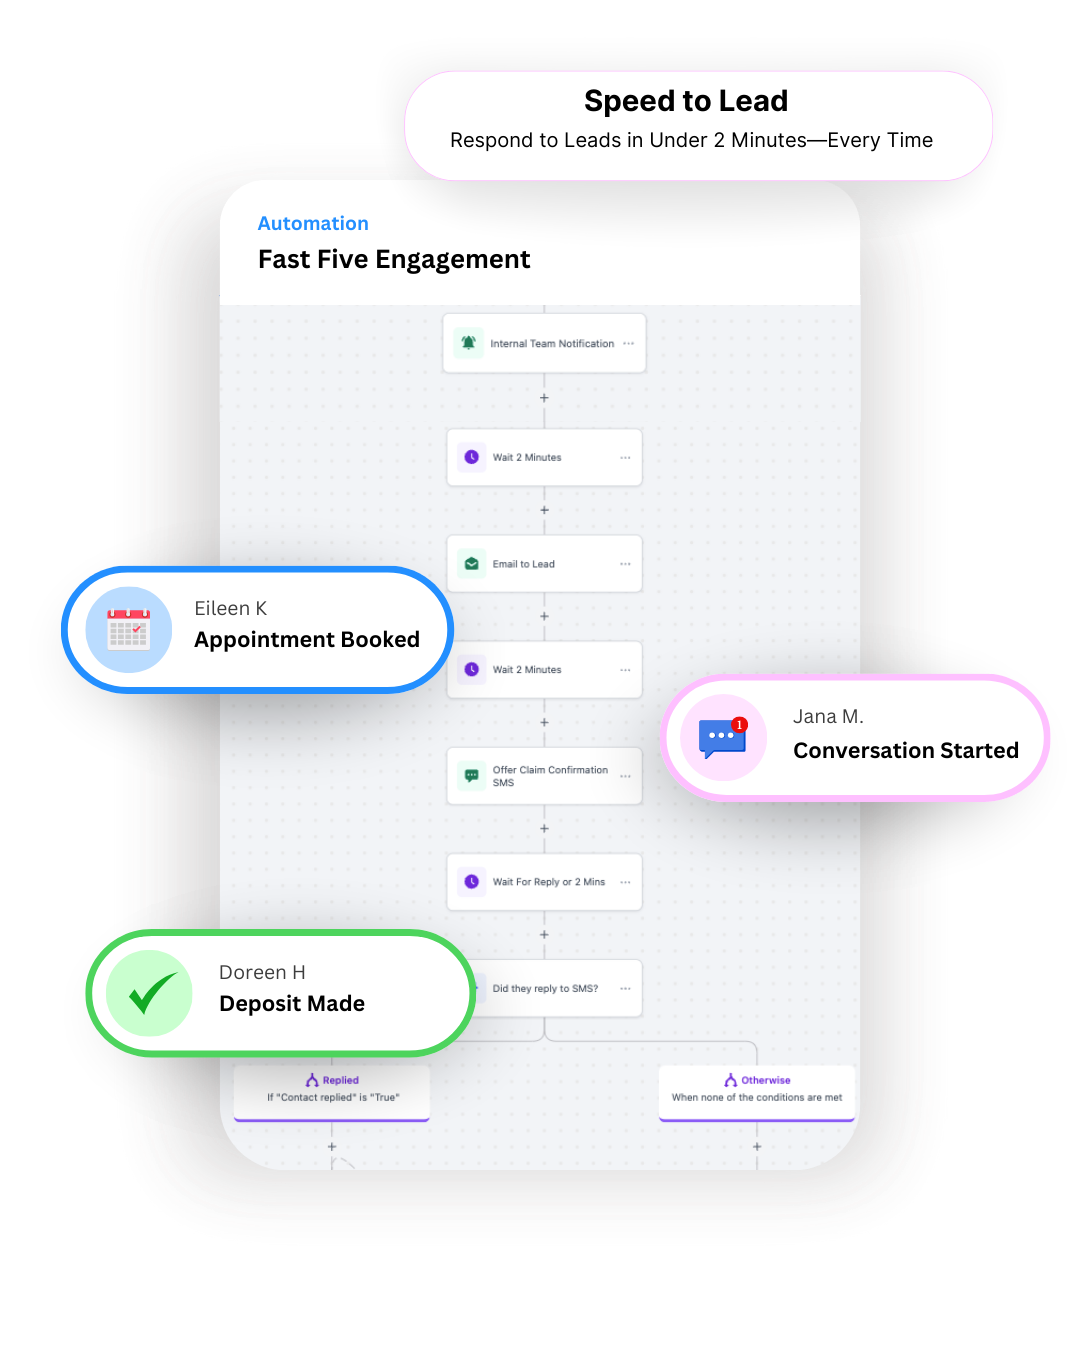 Speed to Lead
Respond to Leads in Under 2 Minutes—Every Time
Automation
Fast Five Engagement
Internal Team Notification
Wait 2 Minutes
Email to Lead
Eileen K
Appointment Booked
Wait 2 Minutes
1
Jana M.
Conversation Started
Offer Claim Confirmation
SMS
Wait For Reply or 2 Mins
Doreen H
Deposit Made
Did they reply to SMS?
Replied
If "Contact replied" is "True"
Otherwise
When none of the conditions are met